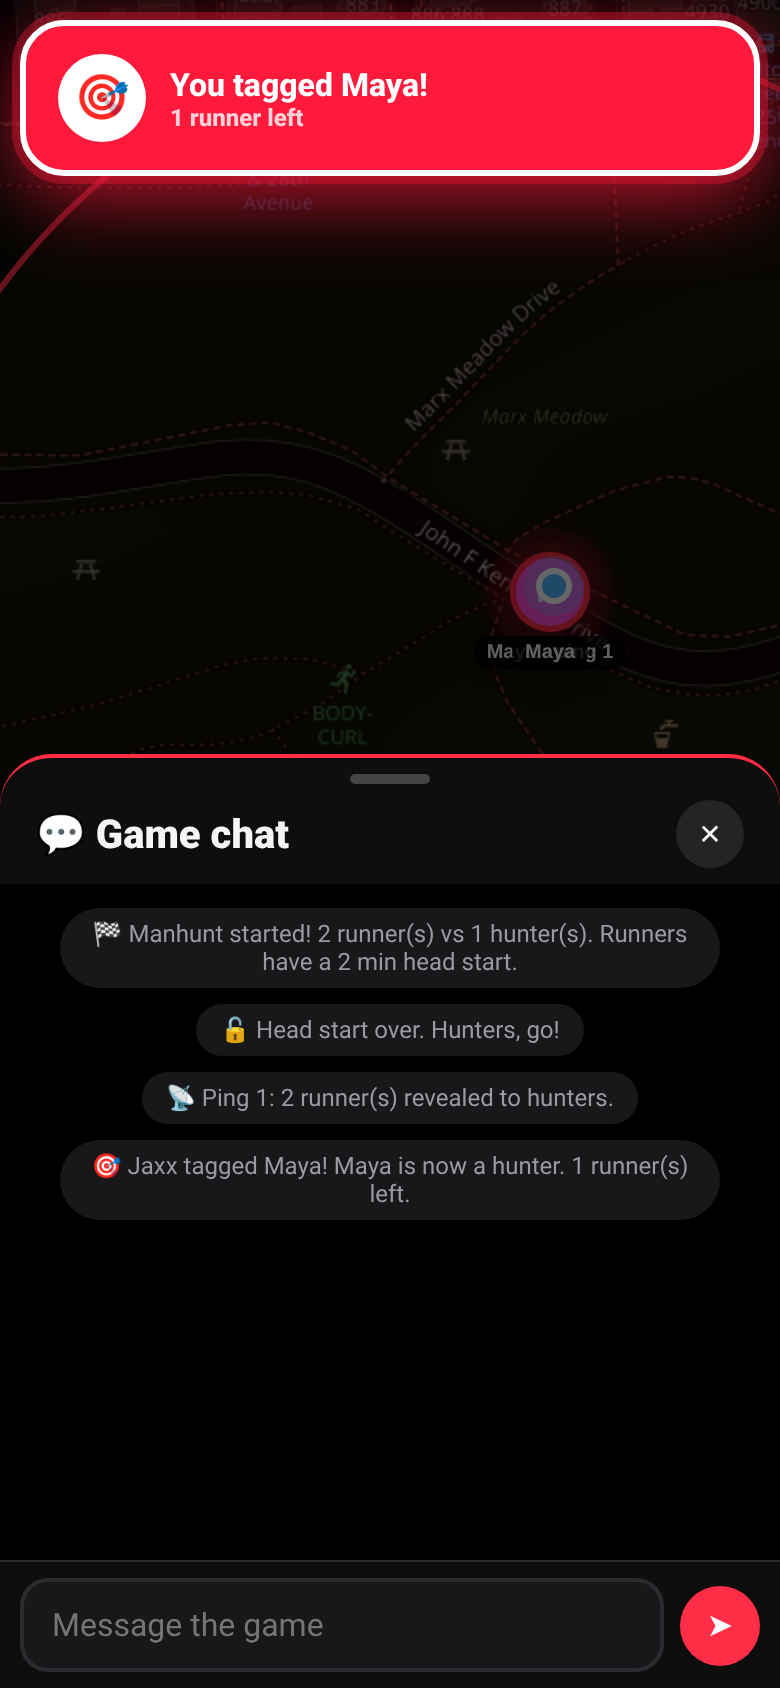 You tagged Maya!
1 runner left
& 28th
Avenue
Marx Meadow Drive
Marx Meadow
John F Ken
rive
Maya
g 1
BODY-
CURL
💬 Game chat
✕
🏁 Manhunt started! 2 runner(s) vs 1 hunter(s). Runners
have a 2 min head start.
🔓 Head start over. Hunters, go!
📡 Ping 1: 2 runner(s) revealed to hunters.
🎯 Jaxx tagged Maya! Maya is now a hunter. 1 runner(s)
left.
Message the game